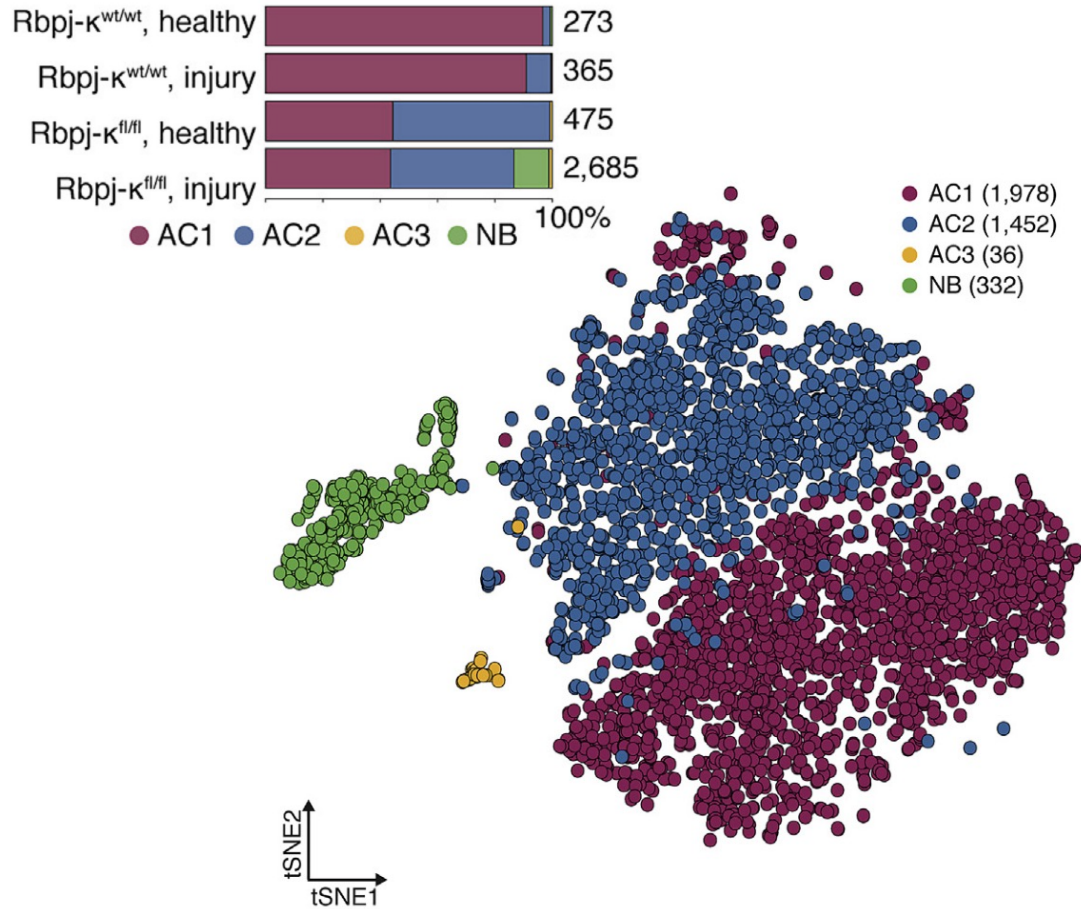 Rbpj-κwt/wt, healthy 273
Rbpj-κwt/wt, injury 365
Rbpj-κfl/fl, healthy 475
Rbpj-κfl/fl, injury 2,685
100%
AC1 AC2 AC3 NB
AC1 (1,978)
AC2 (1,452)
AC3 (36)
NB (332)
tSNE2
tSNE1